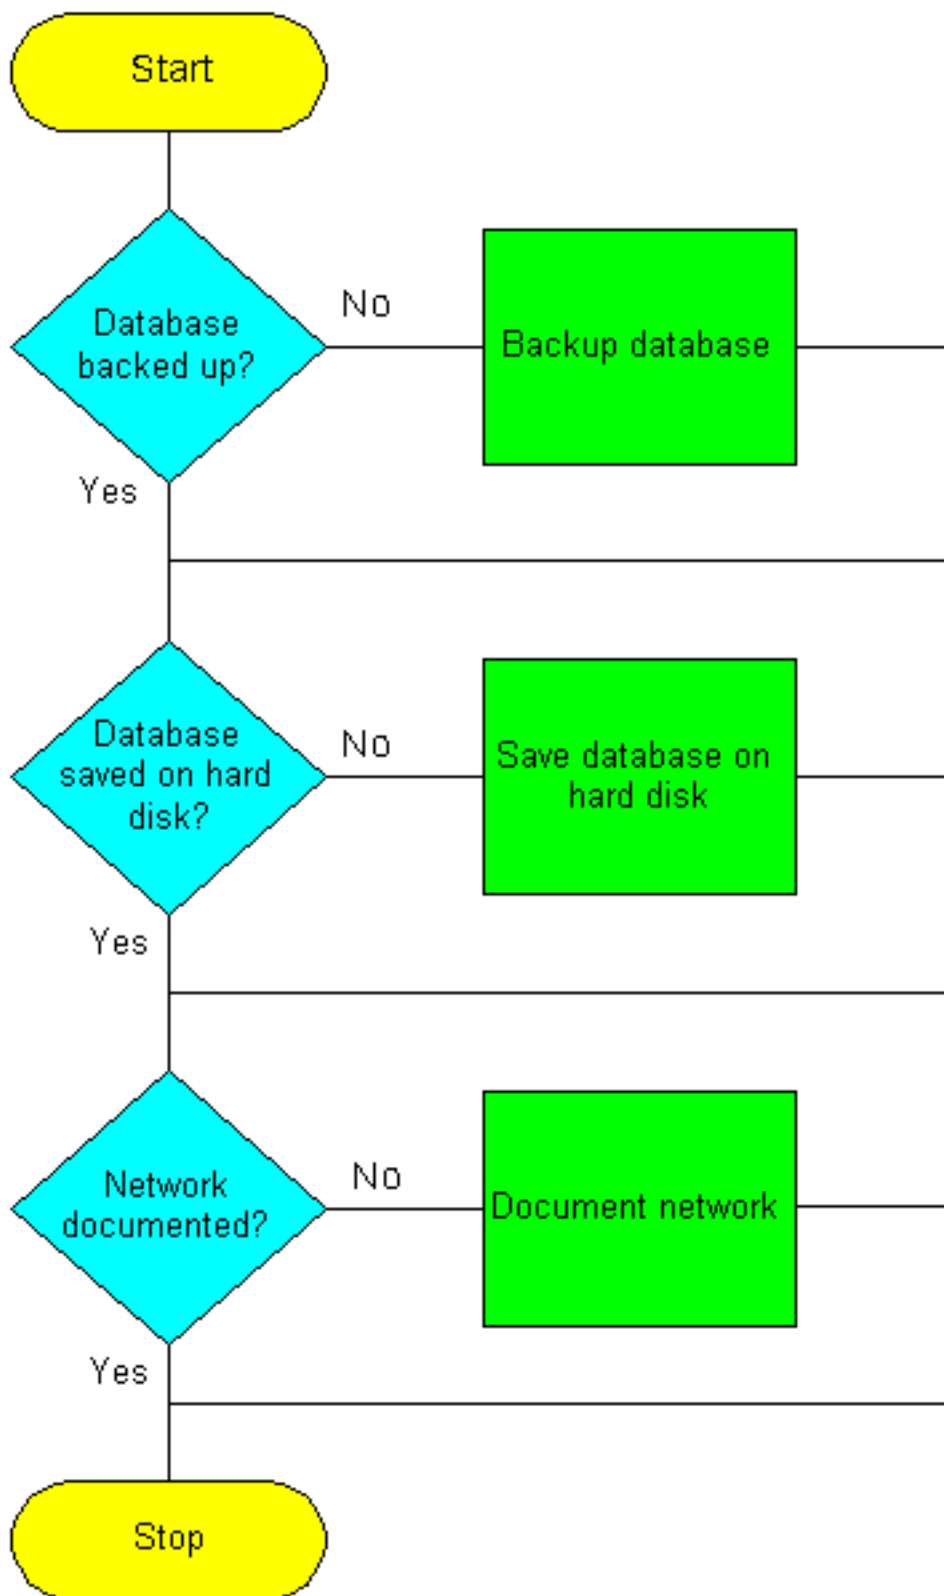 Start
Database
backed up?
No
Backup database
Yes
Database
saved on hard
disk?
No
Save database on
hard disk
Yes
Network
documented?
No
Document network
Yes
Stop